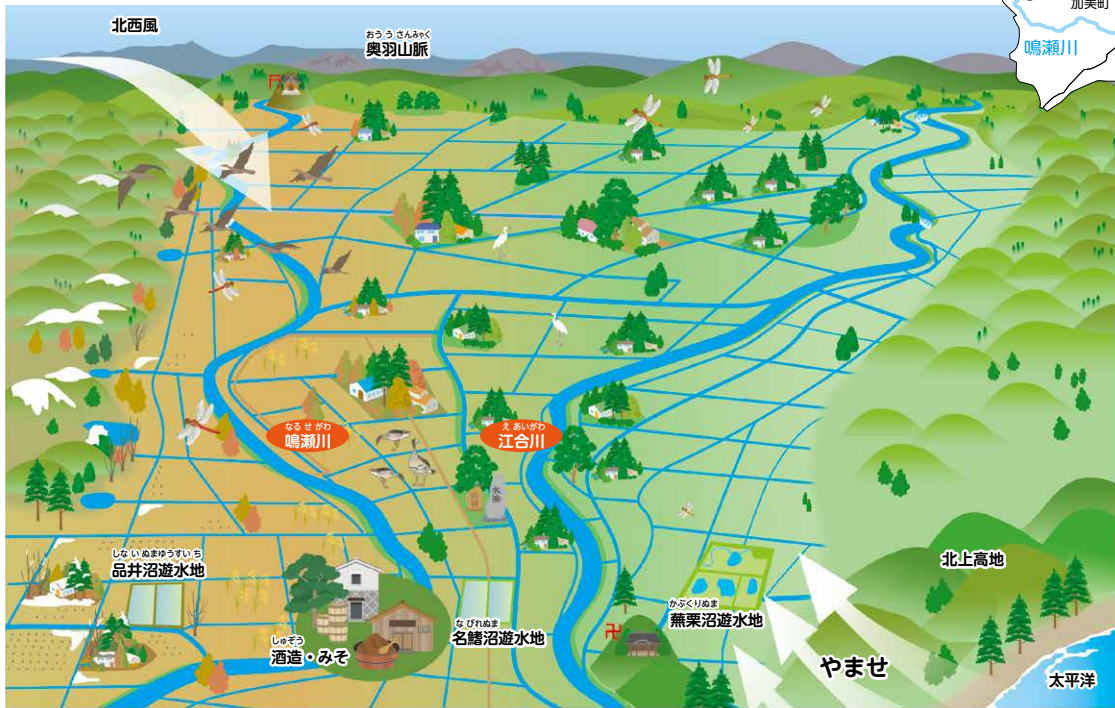 加美町
鳴瀬川
北西風
おううさんみゃく
奥羽山脈
なるせがわ
鳴瀬川
えあいがわ
江合川
水神
しないぬまゆうすいち
品井沼遊水地
しゅぞう
酒造・みそ
なびれぬま
名鰭沼遊水地
かぶくりぬま
蕪栗沼遊水地
卍
北上高地
やませ
太平洋